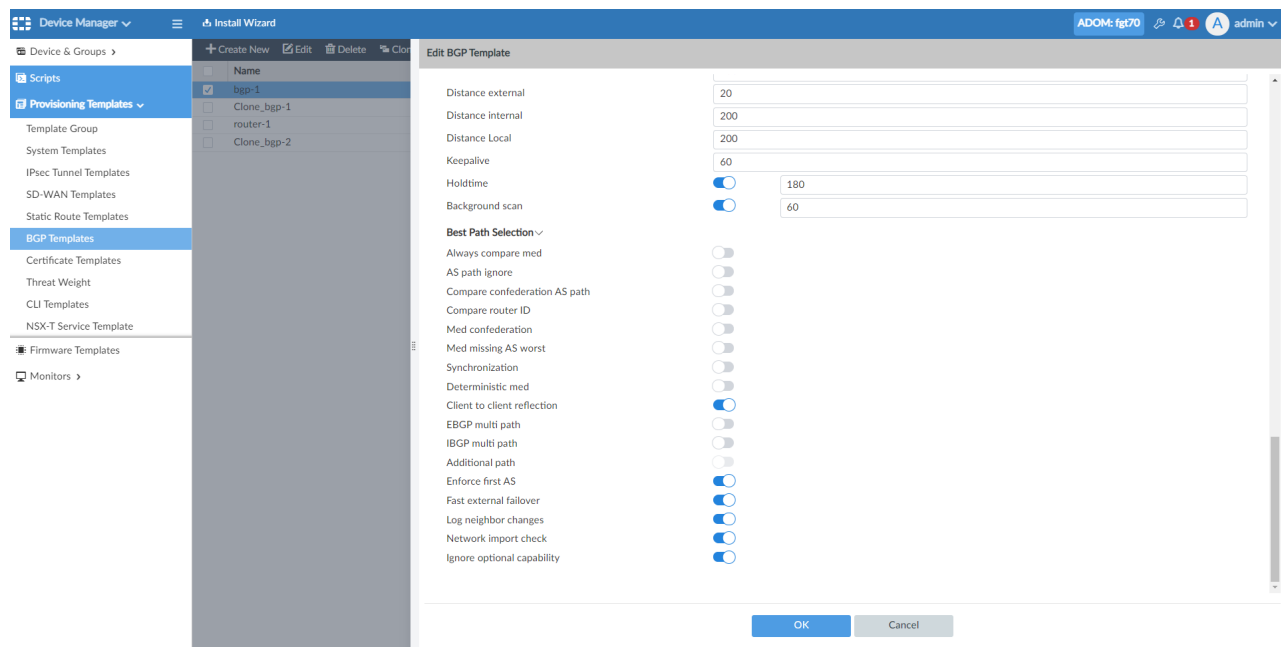 Device Manager
Install Wizard
ADOM: fgt70
1
A
admin
Device & Groups
Scripts
Provisioning Templates
Template Group
System Templates
IPsec Tunnel Templates
SD-WAN Templates
Static Route Templates
BGP Templates
Certificate Templates
Threat Weight
CLI Templates
NSX-T Service Template
Firmware Templates
Monitors
Create New Edit Delete Clor
Name
bgp-1
Clone_bgp-1
router-1
Clone_bgp-2
Edit BGP Template
Distance external 20
Distance internal 200
Distance Local 200
Keepalive 60
Holdtime 180
Background scan 60
Best Path Selection
Always compare med
AS path ignore
Compare confederation AS path
Compare router ID
Med confederation
Med missing AS worst
Synchronization
Deterministic med
Client to client reflection
EBGP multi path
IBGP multi path
Additional path
Enforce first AS
Fast external failover
Log neighbor changes
Network import check
Ignore optional capability
OK Cancel